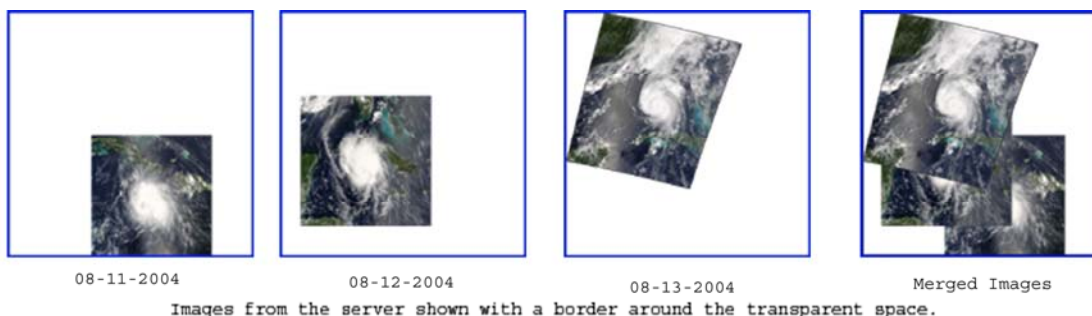 08-11-2004
08-12-2004
08-13-2004
Merged Images
Images from the server shown with a border around the transparent space.